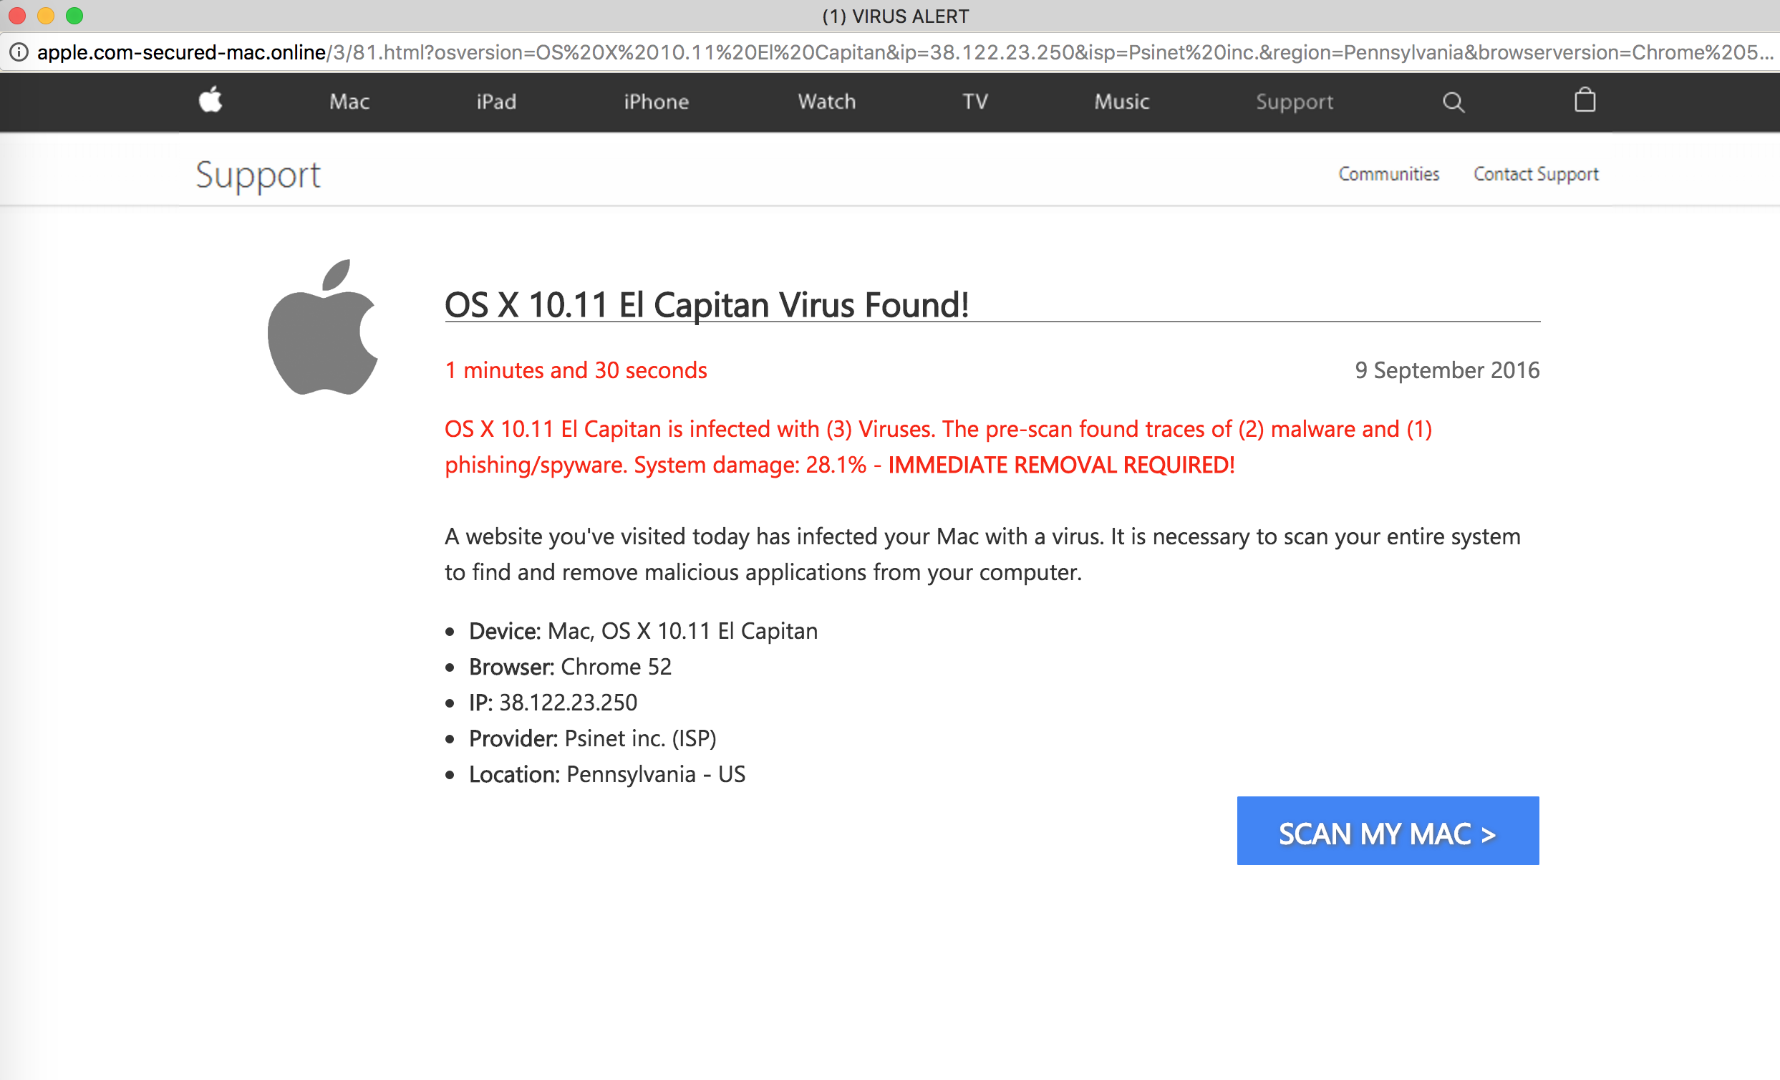 (1) VIRUS ALERT
apple.com-secured-mac.online/3/81.html?osversion=OS%20X%2010.11%20El%20Capitan&ip=38.122.23.250&isp=Psinet%20inc.&region=Pennsylvania&browserversion=Chrome%205...
Mac iPad iPhone Watch TV Music Support
Support Communities Contact Support
OS X 10.11 El Capitan Virus Found!
1 minutes and 30 seconds 9 September 2016
OS X 10.11 El Capitan is infected with (3) Viruses. The pre-scan found traces of (2) malware and (1)
phishing/spyware. System damage: 28.1% - IMMEDIATE REMOVAL REQUIRED!
A website you've visited today has infected your Mac with a virus. It is necessary to scan your entire system
to find and remove malicious applications from your computer.
• Device: Mac, OS X 10.11 El Capitan
• Browser: Chrome 52
• IP: 38.122.23.250
• Provider: Psinet inc. (ISP)
• Location: Pennsylvania - US
SCAN MY MAC >